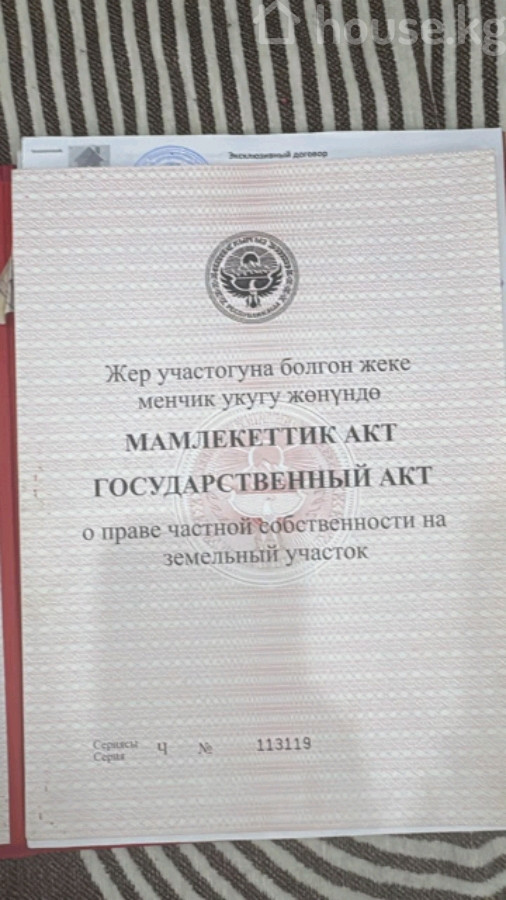 house.kg
Эксклюзивный договор
Жер участогуна болгон жеке
менчик укугу жөнүндө
МАМЛЕКЕТТИК АКТ
ГОСУДАРСТВЕННЫЙ АКТ
о праве частной собственности на
земельный участок
Сериясы
Серия
Ч № 113119